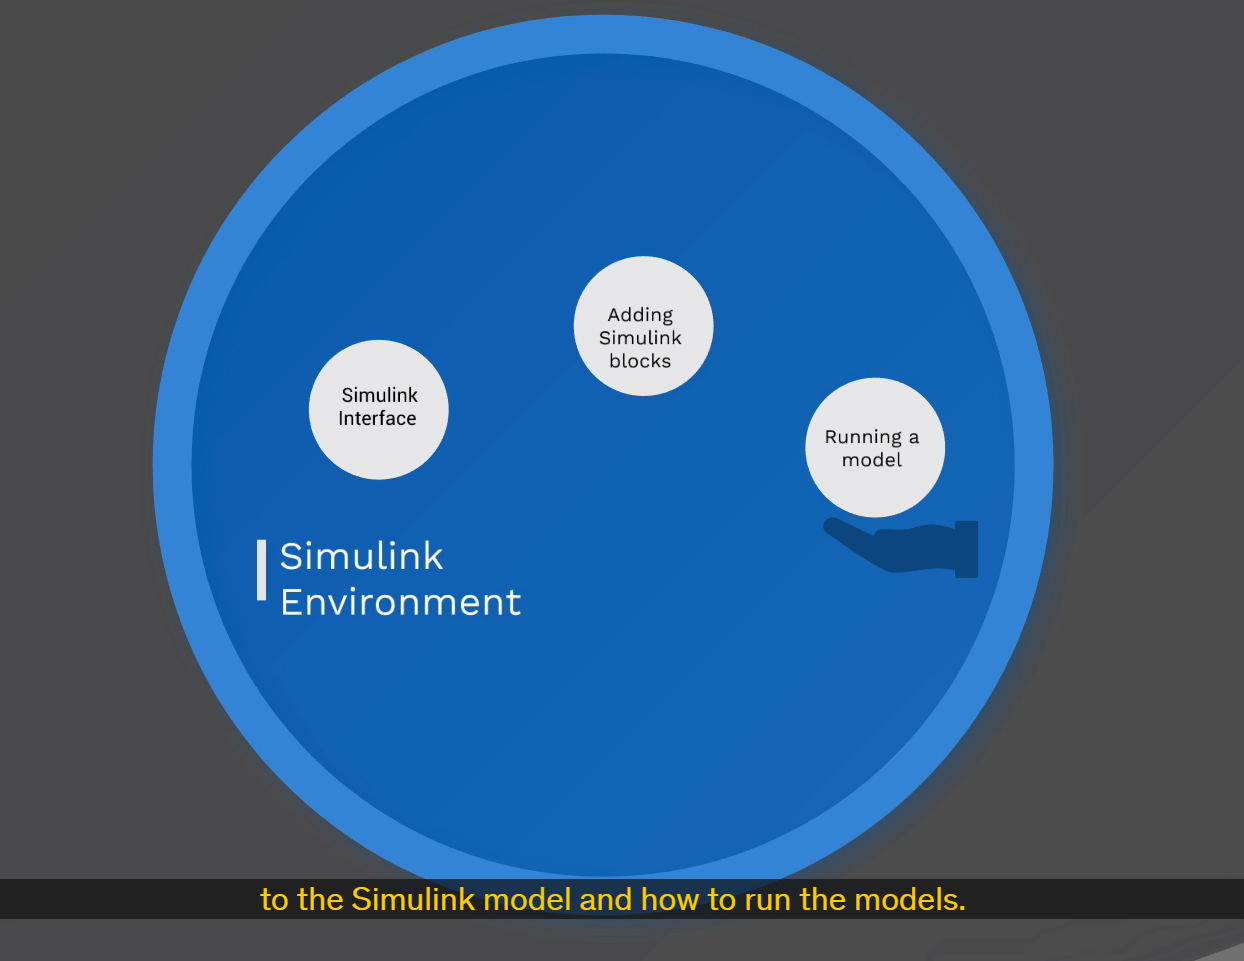 Adding
Simulink
blocks
Simulink
Interface
Running a
model
Simulink
Environment
to the Simulink model and how to run the models.